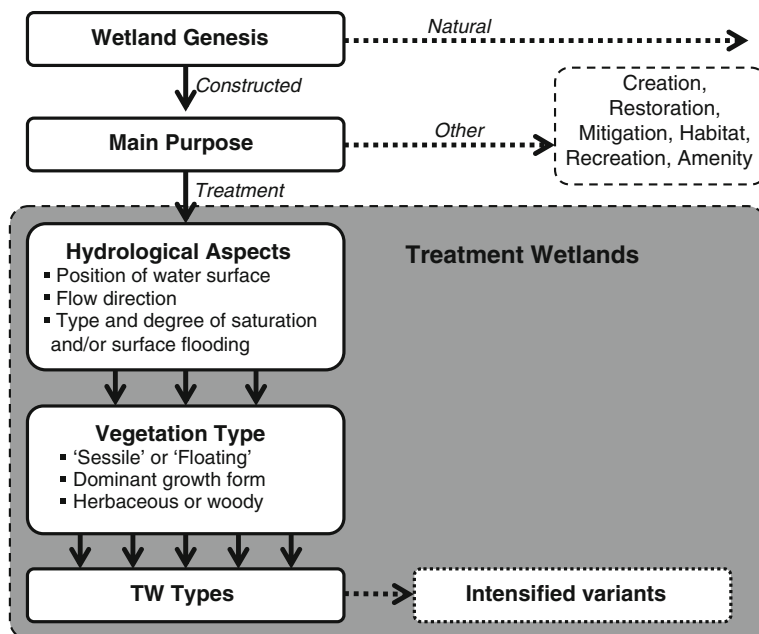 Wetland Genesis
Natural
Constructed
Creation,
Restoration,
Mitigation, Habitat,
Recreation, Amenity
Main Purpose
Other
Treatment
Treatment Wetlands
Hydrological Aspects
▪ Position of water surface
▪ Flow direction
▪ Type and degree of saturation
and/or surface flooding
Vegetation Type
▪ ‘Sessile’ or ‘Floating’
▪ Dominant growth form
▪ Herbaceous or woody
TW Types
Intensified variants